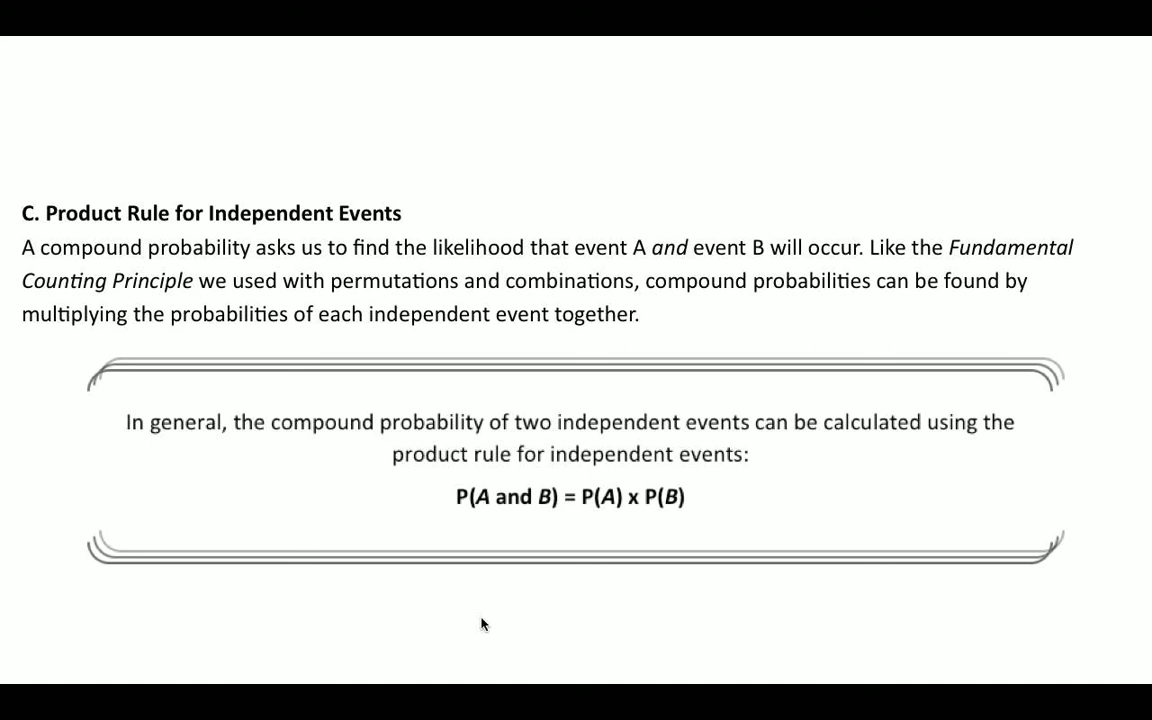 C. Product Rule for Independent Events
A compound probability asks us to find the likelihood that event A and event B will occur. Like the Fundamental
Counting Principle we used with permutations and combinations, compound probabilities can be found by
multiplying the probabilities of each independent event together.
In general, the compound probability of two independent events can be calculated using the
product rule for independent events:
P(A and B) = P(A) x P(B)